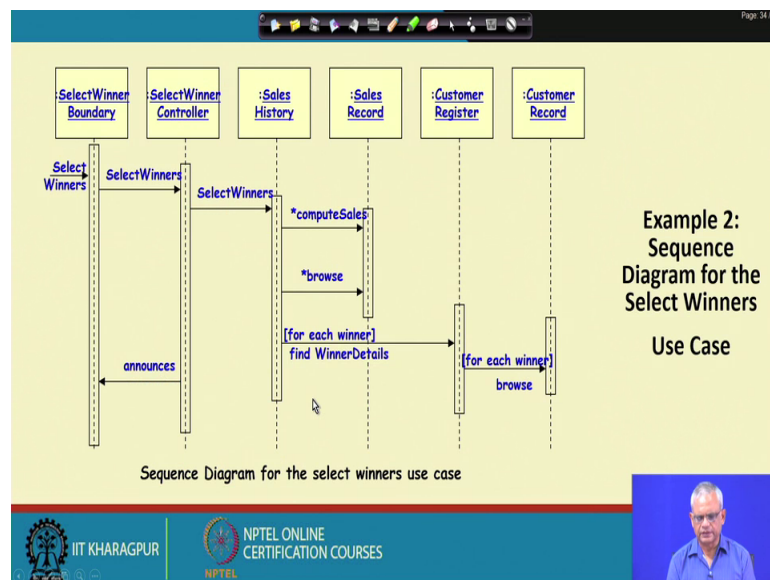 Page: 34 /
:SelectWinner
Boundary
:SelectWinner
Controller
:Sales
History
:Sales
Record
:Customer
Register
:Customer
Record
Select
Winners
SelectWinners
SelectWinners
*computeSales
*browse
[for each winner]
find WinnerDetails
[for each winner]
browse
announces
Sequence Diagram for the select winners use case
Example 2:
Sequence
Diagram for the
Select Winners
Use Case
IIT KHARAGPUR
NPTEL
NPTEL ONLINE
CERTIFICATION COURSES